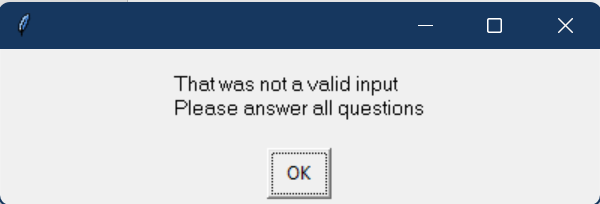 That was not a valid input
Please answer all questions
OK